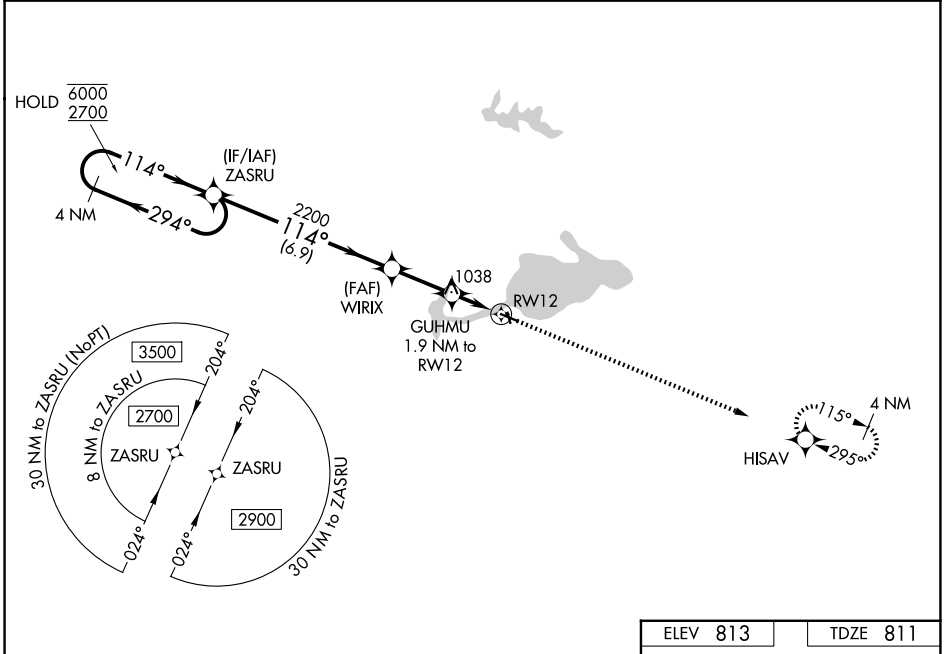 HOLD 6000
2700
114°
294°
4 NM
(IF/IAF)
ZASRU
2200
114°
(6.9)
(FAF)
WIRIX
1038
GUHMU
1.9 NM to
RW12
RW12
115°
295°
4 NM
HISAV
30 NM to ZASRU (NoPT)
3500
204°
8 NM to ZASRU
2700
ZASRU
024°
204°
ZASRU
2900
024°
30 NM to ZASRU
ELEV 813
TDZE 811